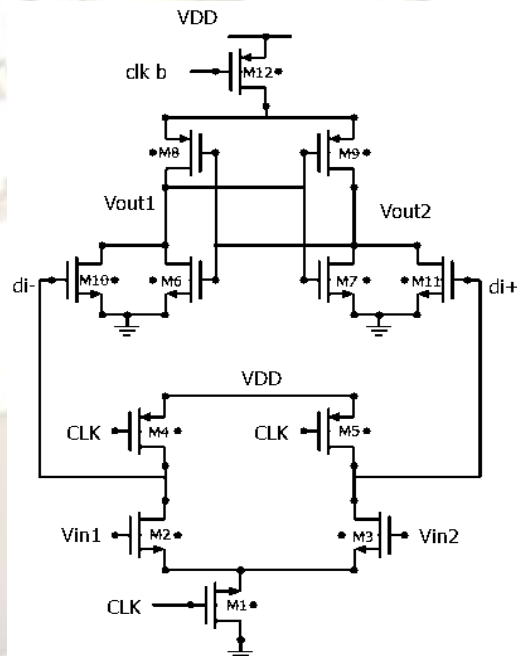 VDD
clk b
M12
M8
M9
Vout1
Vout2
di-
M10
M6
M7
M11
di+
VDD
CLK
M4
CLK
M5
Vin1
M2
M3
Vin2
CLK
M1